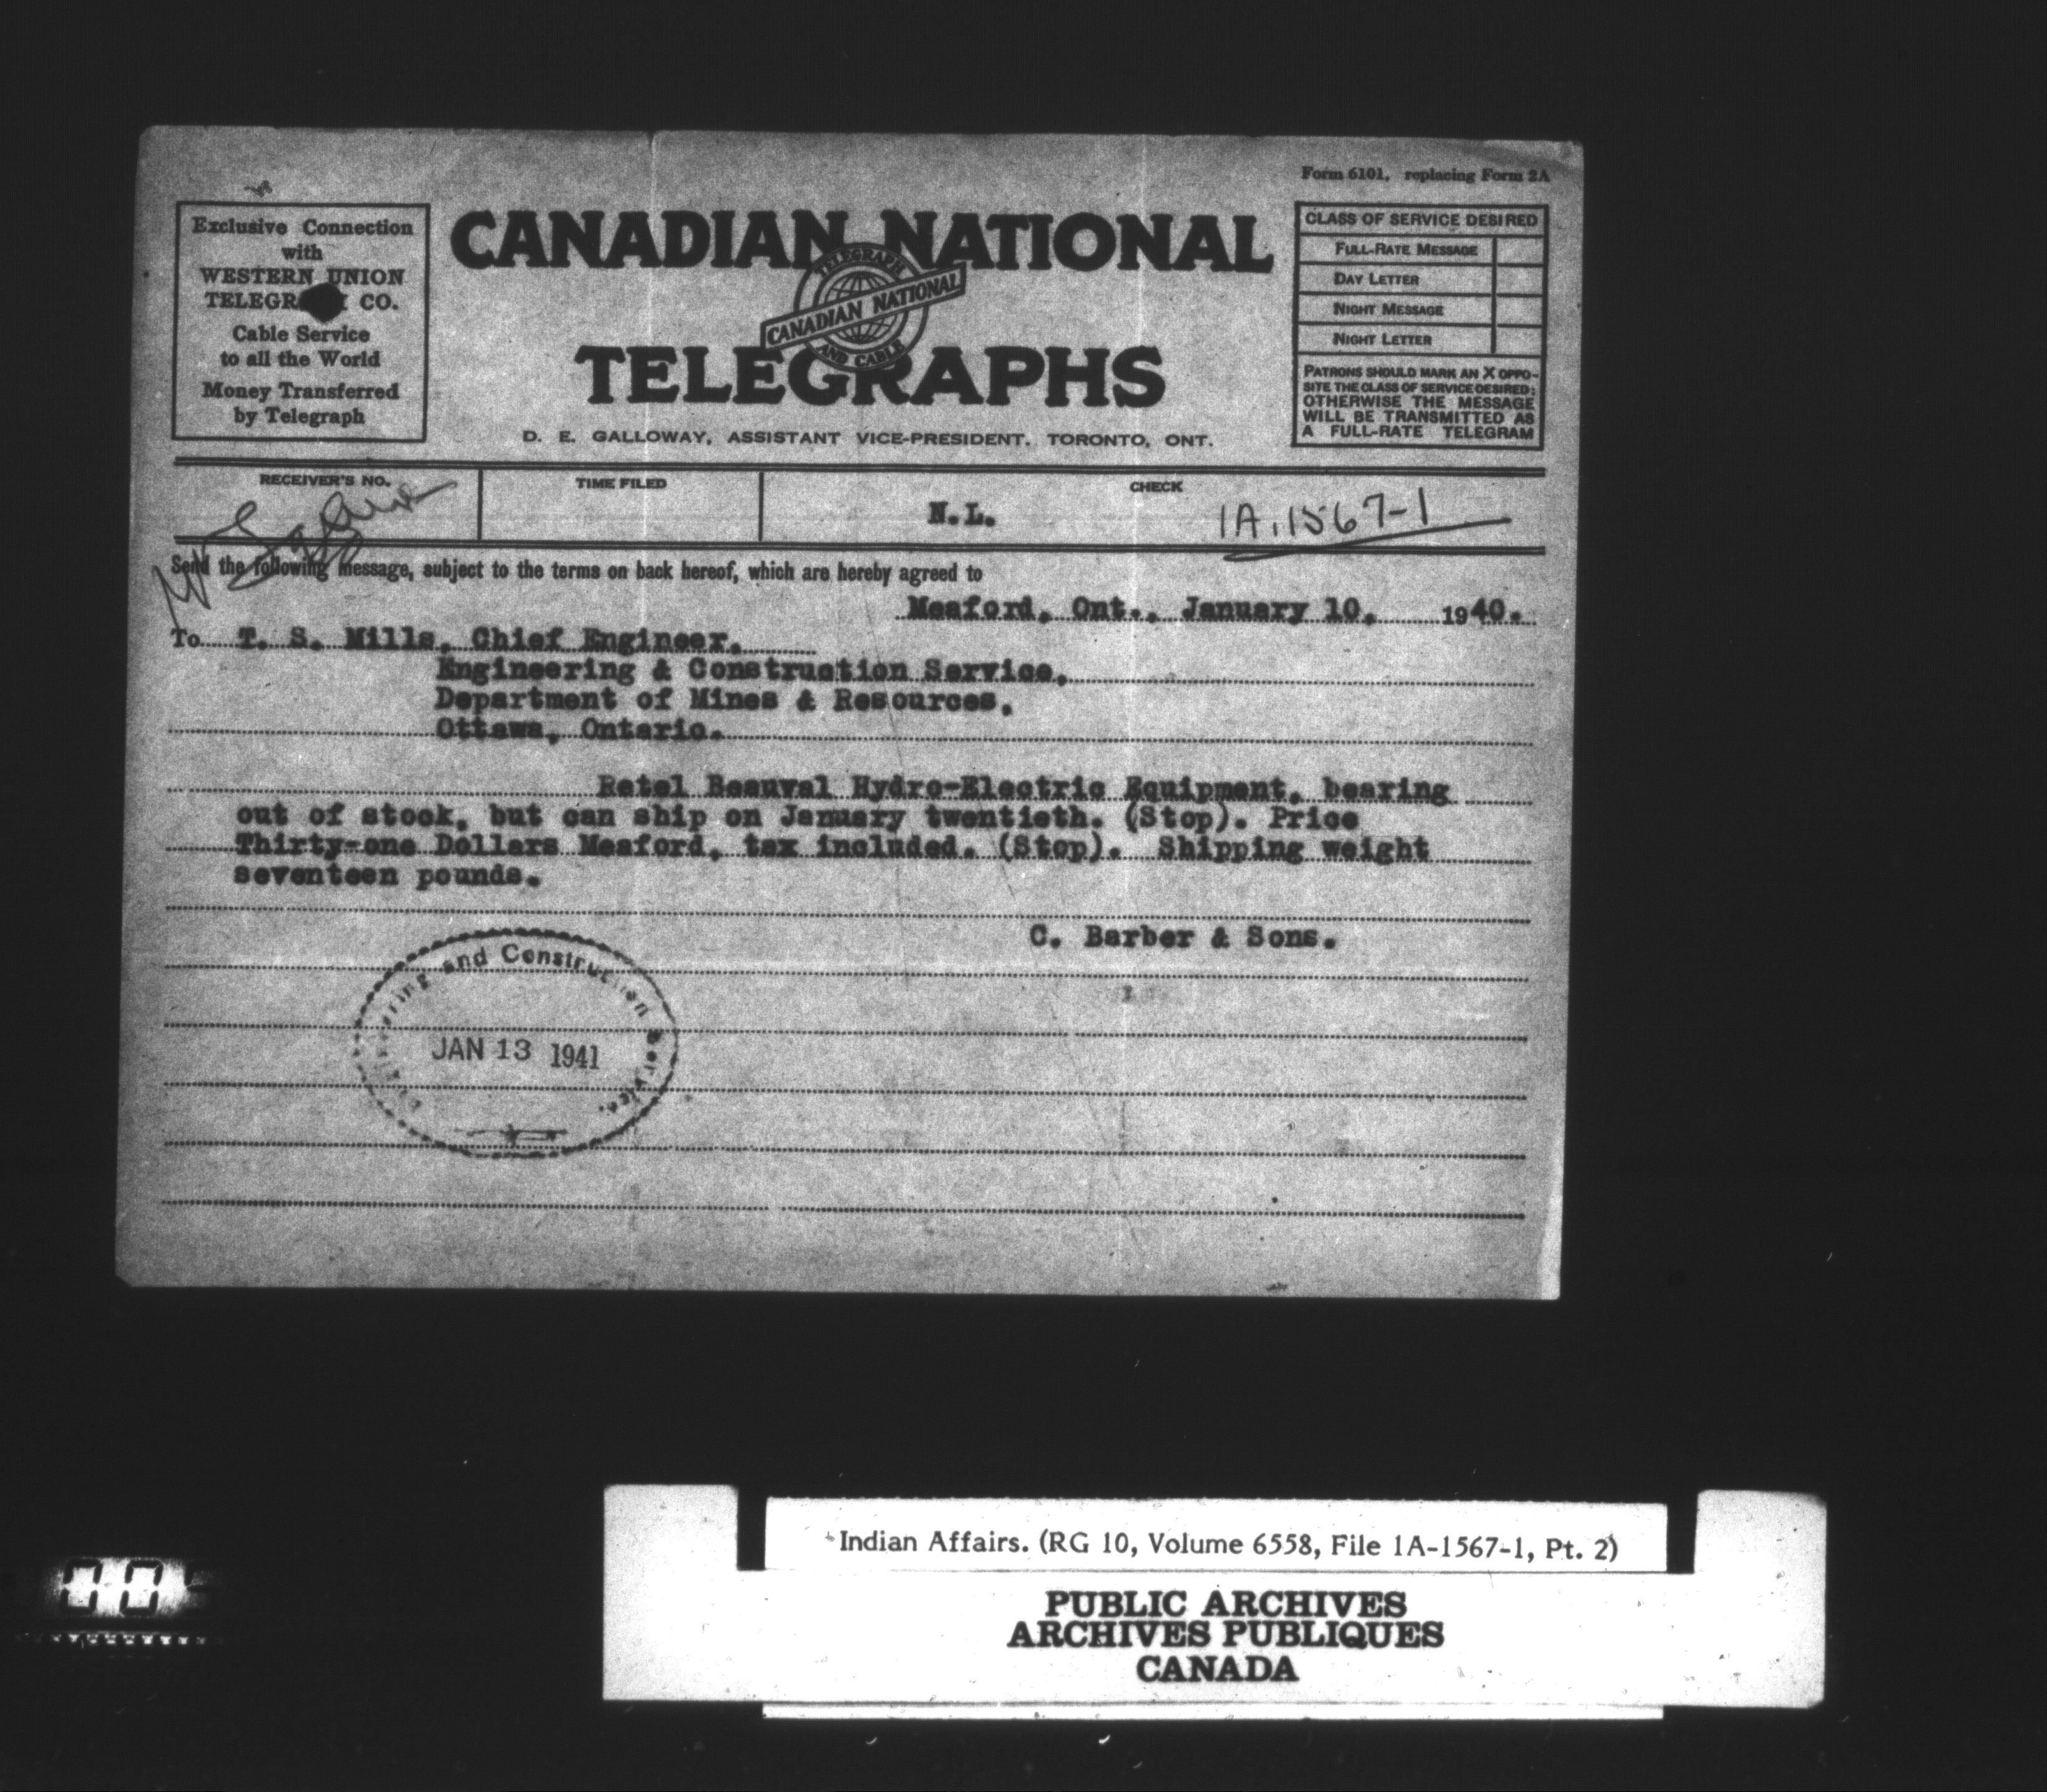 Form 6101, replacing Form 2A
Exclusive Connection
with
WESTERN UNION
CO.
Cable Service
to all the World
Money Transferred
by Telegraph
CANADIAN NATIONAL
TELEGRAPH
CANADIAN NATIONAL
AND CABLE
TELEGRAPHS
D. E. GALLOWAY, ASSISTANT VICE-PRESIDENT, TORONTO, ONT.
CLASS OF SERVICE DESIRED
FULL-RATE MESSAGE
DAY LETTER
NIGHT MESSAGE
NIGHT LETTER
PATRONS SHOULD MARK AN X OPPO-
SITE THE CLASS OF SERVICE DESIRED;
OTHERWISE THE MESSAGE
WILL BE TRANSMITTED AS
A FULL-RATE TELEGRAM
RECEIVER'S NO.
TIME FILED
CHECK
N.L.
1A.1567-1
Send the following message, subject to the terms on back hereof, which are hereby agreed to
Meaford, Ont., January 10, 1940.
To T. S. Mills, Chief Engineer,
Engineering & Construction Service,
Department of Mines & Resources,
Ottawa, Ontario.
Retel Beauval Hydro-Electric Equipment, bearing
out of stock, but can ship on January twentieth. (Stop). Price
Thirty-one Dollars Meaford, tax included. (Stop). Shipping weight
seventeen pounds.
C. Barber & Sons.
and Construction
JAN 13 1941
Indian Affairs. (RG 10, Volume 6558, File 1A-1567-1, Pt. 2)
PUBLIC ARCHIVES
ARCHIVES PUBLIQUES
CANADA